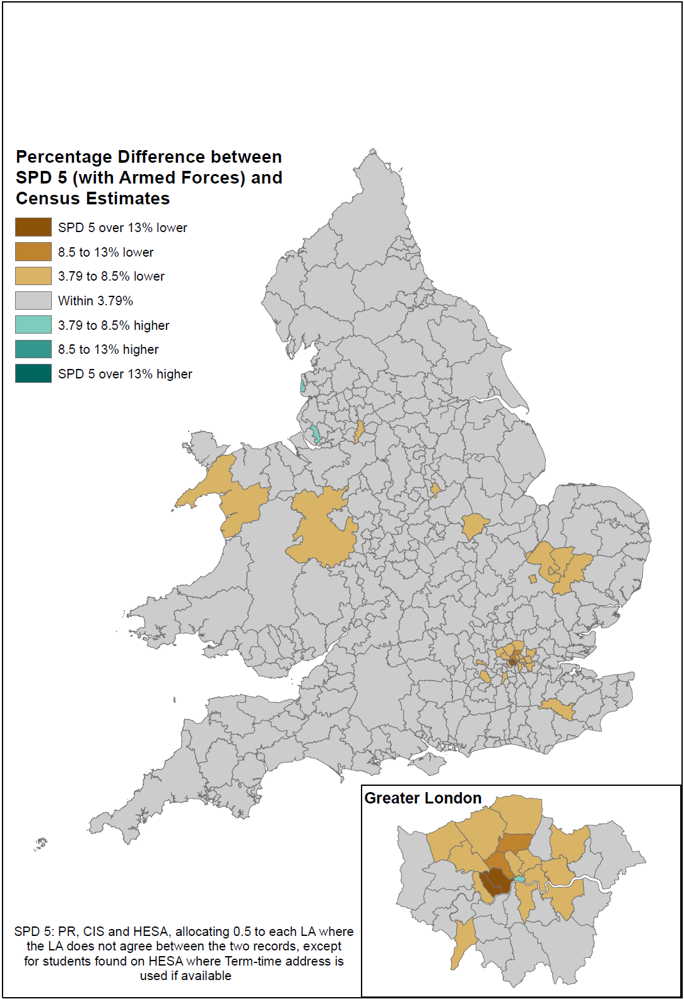 Percentage Difference between
SPD 5 (with Armed Forces) and
Census Estimates
SPD 5 over 13% lower
8.5 to 13% lower
3.79 to 8.5% lower
Within 3.79%
3.79 to 8.5% higher
8.5 to 13% higher
SPD 5 over 13% higher
Greater London
SPD 5: PR, CIS and HESA, allocating 0.5 to each LA where
the LA does not agree between the two records, except
for students found on HESA where Term-time address is
used if available